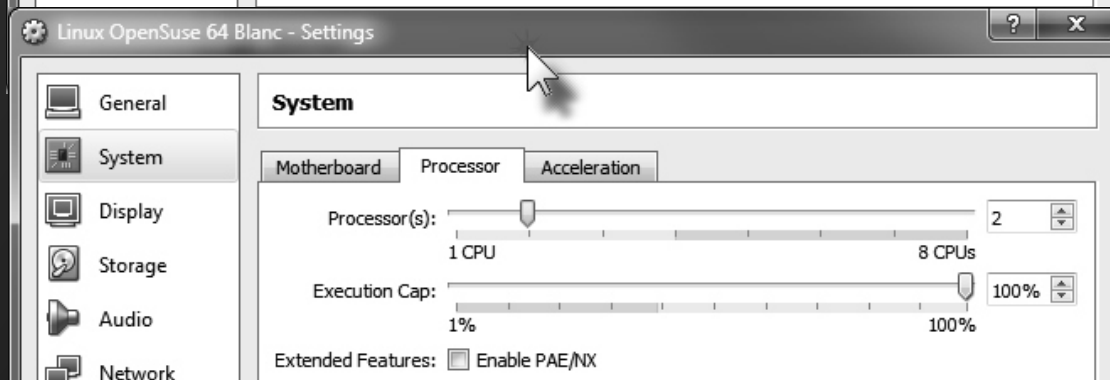 Linux OpenSuse 64 Blanc - Settings
? X
General
System
Display
Storage
Audio
Network
System
Motherboard Processor Acceleration
Processor(s): 2
1 CPU 8 CPUs
Execution Cap: 100%
1% 100%
Extended Features: Enable PAE/NX